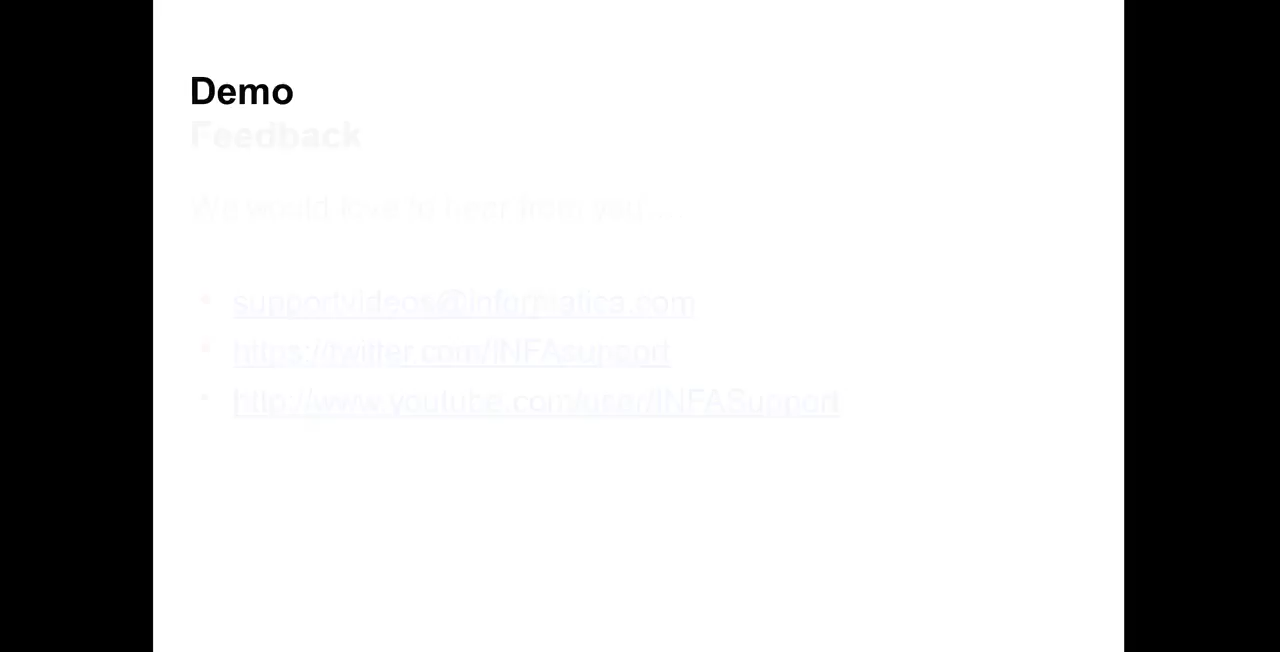 Demo
Feedback
We would love to hear from you...
supportvideos@informatica.com
https://twitter.com/INFAsupport
http://www.youtube.com/user/INFASupport